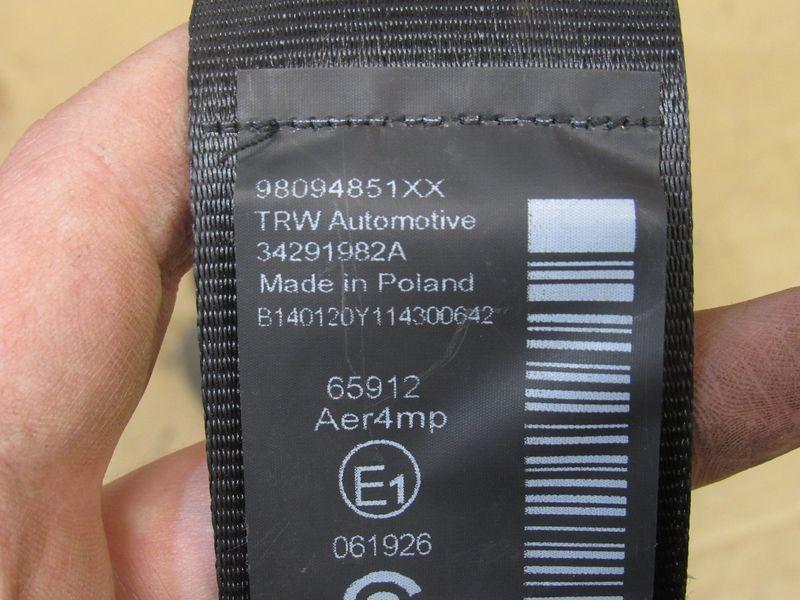 98094851XX
TRW Automotive
34291982A
Made in Poland
B140120Y114300642
65912
Aer4mp
E1
061926